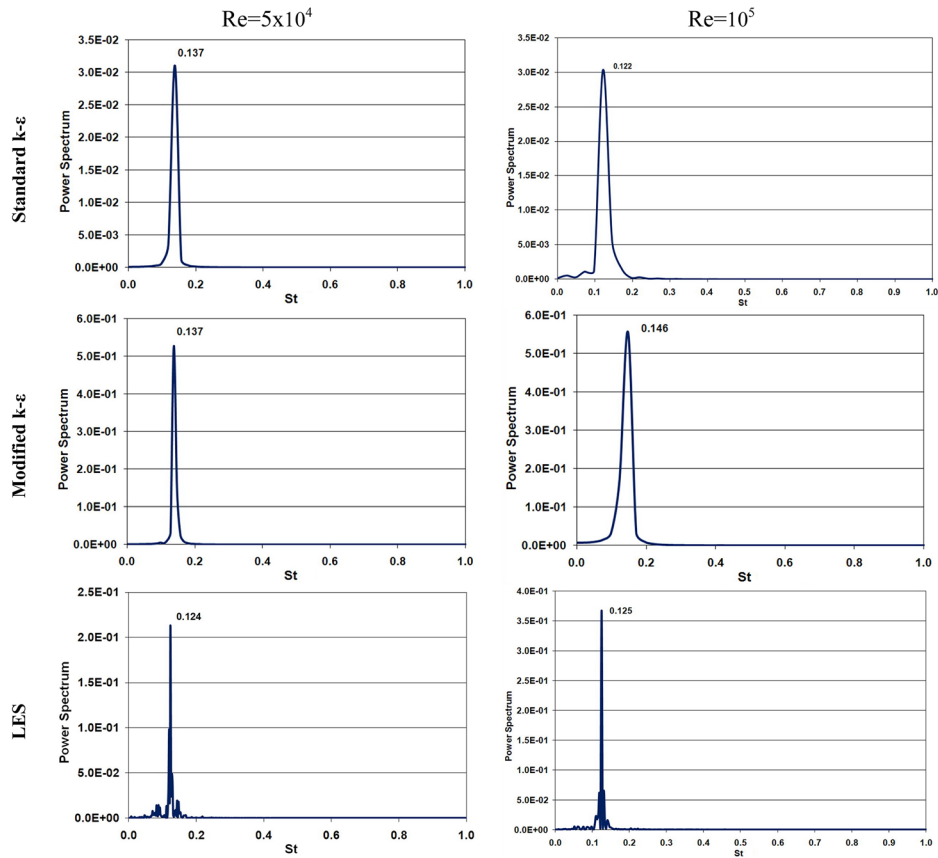 Re=5x10⁴
Re=10⁵
Standard k-ε
Power Spectrum
3.5E-02
3.0E-02
2.5E-02
2.0E-02
1.5E-02
1.0E-02
5.0E-03
0.0E+00
0.137
0.0 0.2 0.4 0.6 0.8 1.0
St
Power Spectrum
3.5E-02
3.0E-02
2.5E-02
2.0E-02
1.5E-02
1.0E-02
5.0E-03
0.0E+00
0.122
0.0 0.1 0.2 0.3 0.4 0.5 0.6 0.7 0.8 0.9 1.0
St
Modified k-ε
Power Spectrum
6.0E-01
5.0E-01
4.0E-01
3.0E-01
2.0E-01
1.0E-01
0.0E+00
0.137
0.0 0.2 0.4 0.6 0.8 1.0
St
Power Spectrum
6.0E-01
5.0E-01
4.0E-01
3.0E-01
2.0E-01
1.0E-01
0.0E+00
0.146
0.0 0.2 0.4 0.6 0.8 1.0
St
LES
Power Spectrum
2.5E-01
2.0E-01
1.5E-01
1.0E-01
5.0E-02
0.0E+00
0.124
0.0 0.2 0.4 0.6 0.8 1.0
St
Power Spectrum
4.0E-01
3.5E-01
3.0E-01
2.5E-01
2.0E-01
1.5E-01
1.0E-01
5.0E-02
0.0E+00
0.125
0.0 0.1 0.2 0.3 0.4 0.5 0.6 0.7 0.8 0.9 1.0
St